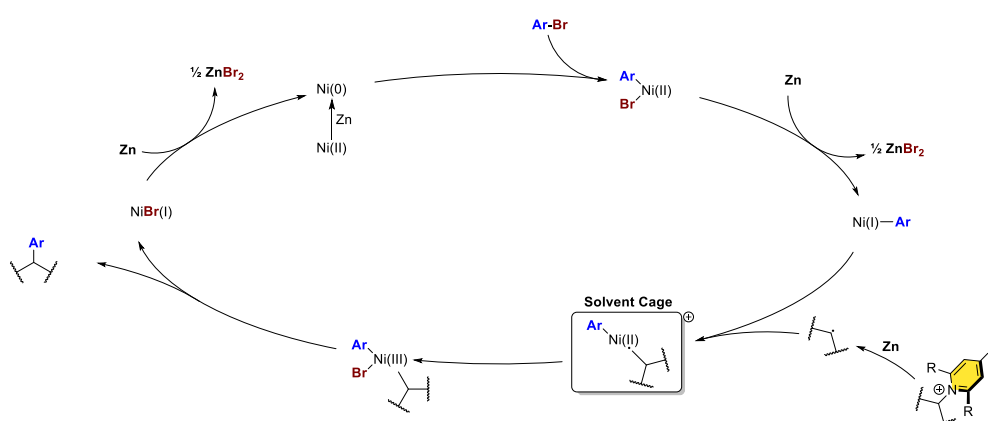 Ar-Br
½ ZnBr₂
Ni(0)
Zn
Ni(II)
Zn
Ar
Ni(II)
Br
Zn
½ ZnBr₂
NiBr(I)
Ni(I)—Ar
Ar
Solvent Cage
Ar
Ni(II)
⊕
Zn
Ar
Ni(III)
Br
R
⊕
N
R